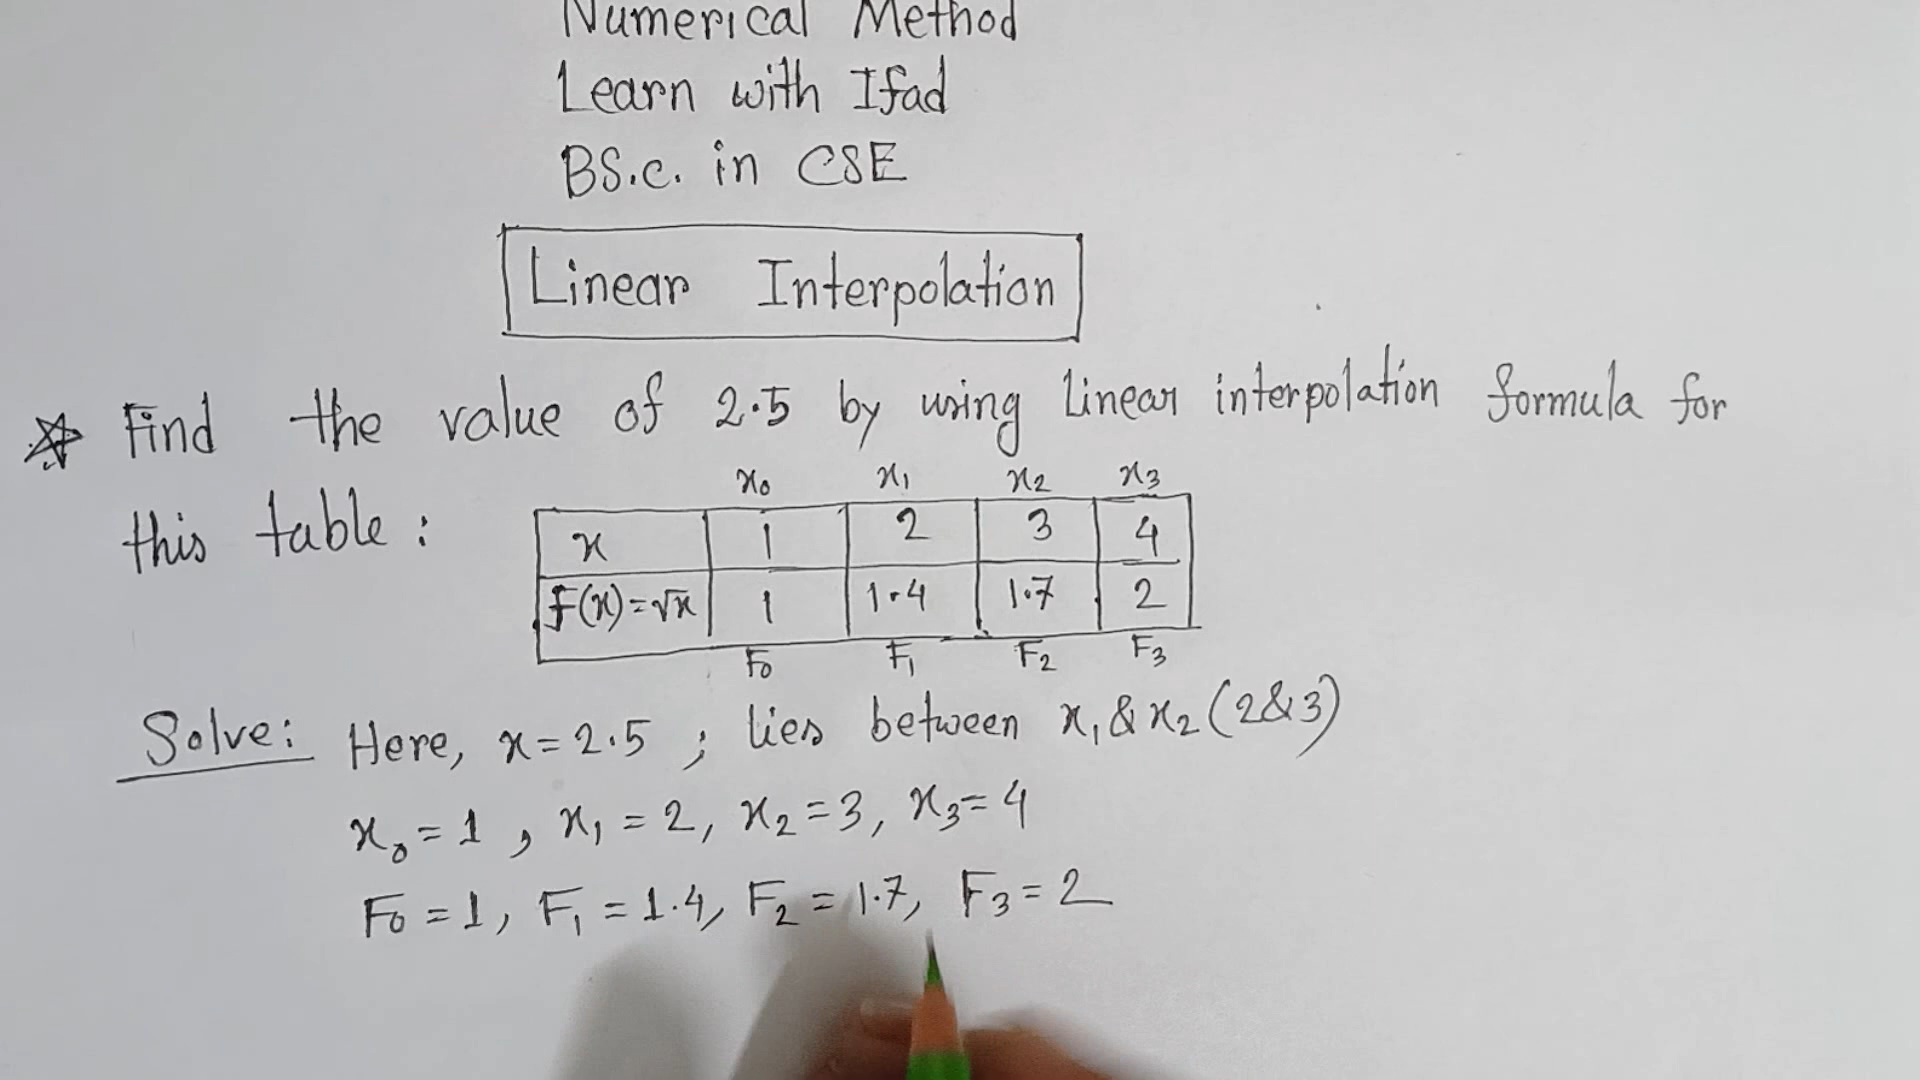 Numerical Method
Learn with Ifad
BS.c. in CSE
Linear Interpolation
Find the value of 2.5 by using Linear interpolation formula for
x₀ x₁ x₂ x₃
this table :
x 1 2 3 4
F(x)=√x 1 1.4 1.7 2
F₀ F₁ F₂ F₃
Solve: Here, x = 2.5 ; lies between x₁ & x₂ (2&3)
x₀ = 1 , x₁ = 2, x₂ = 3, x₃ = 4
F₀ = 1, F₁ = 1.4, F₂ = 1.7, F₃ = 2